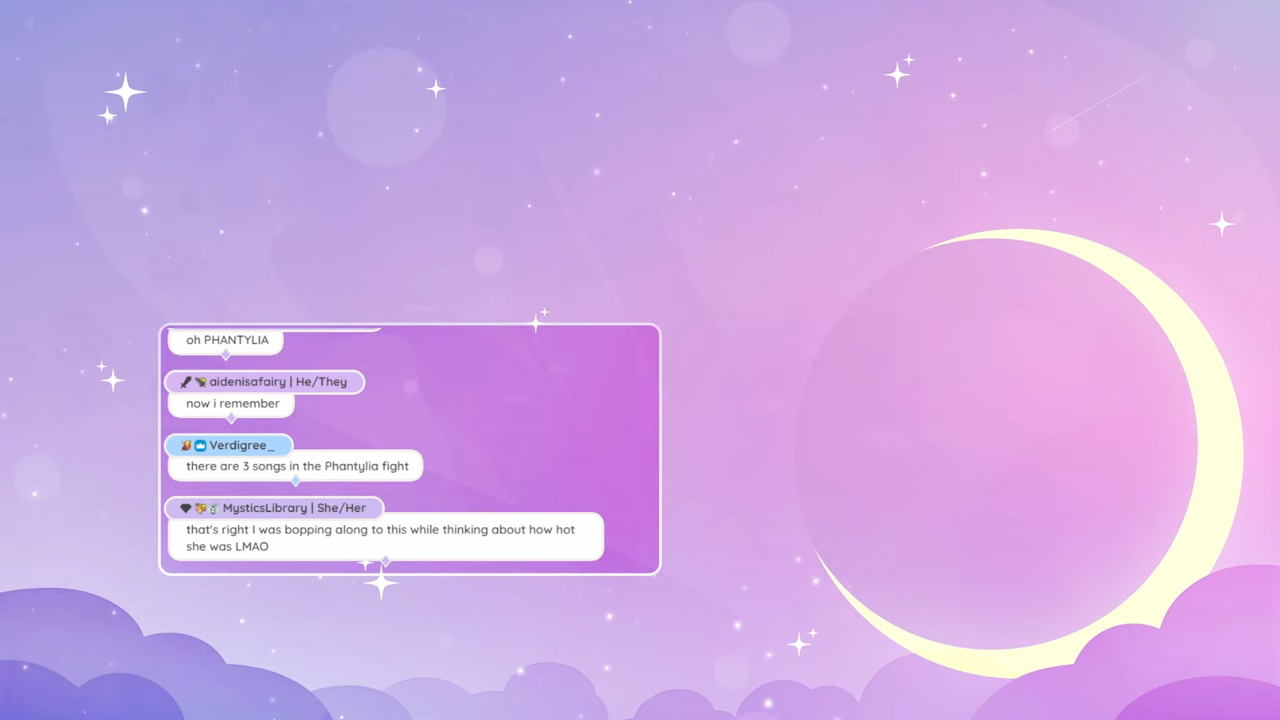 oh PHANTYLIA
aidenisafairy | He/They
now i remember
Verdigree_
there are 3 songs in the Phantylia fight
MysticsLibrary | She/Her
that's right I was bopping along to this while thinking about how hot
she was LMAO